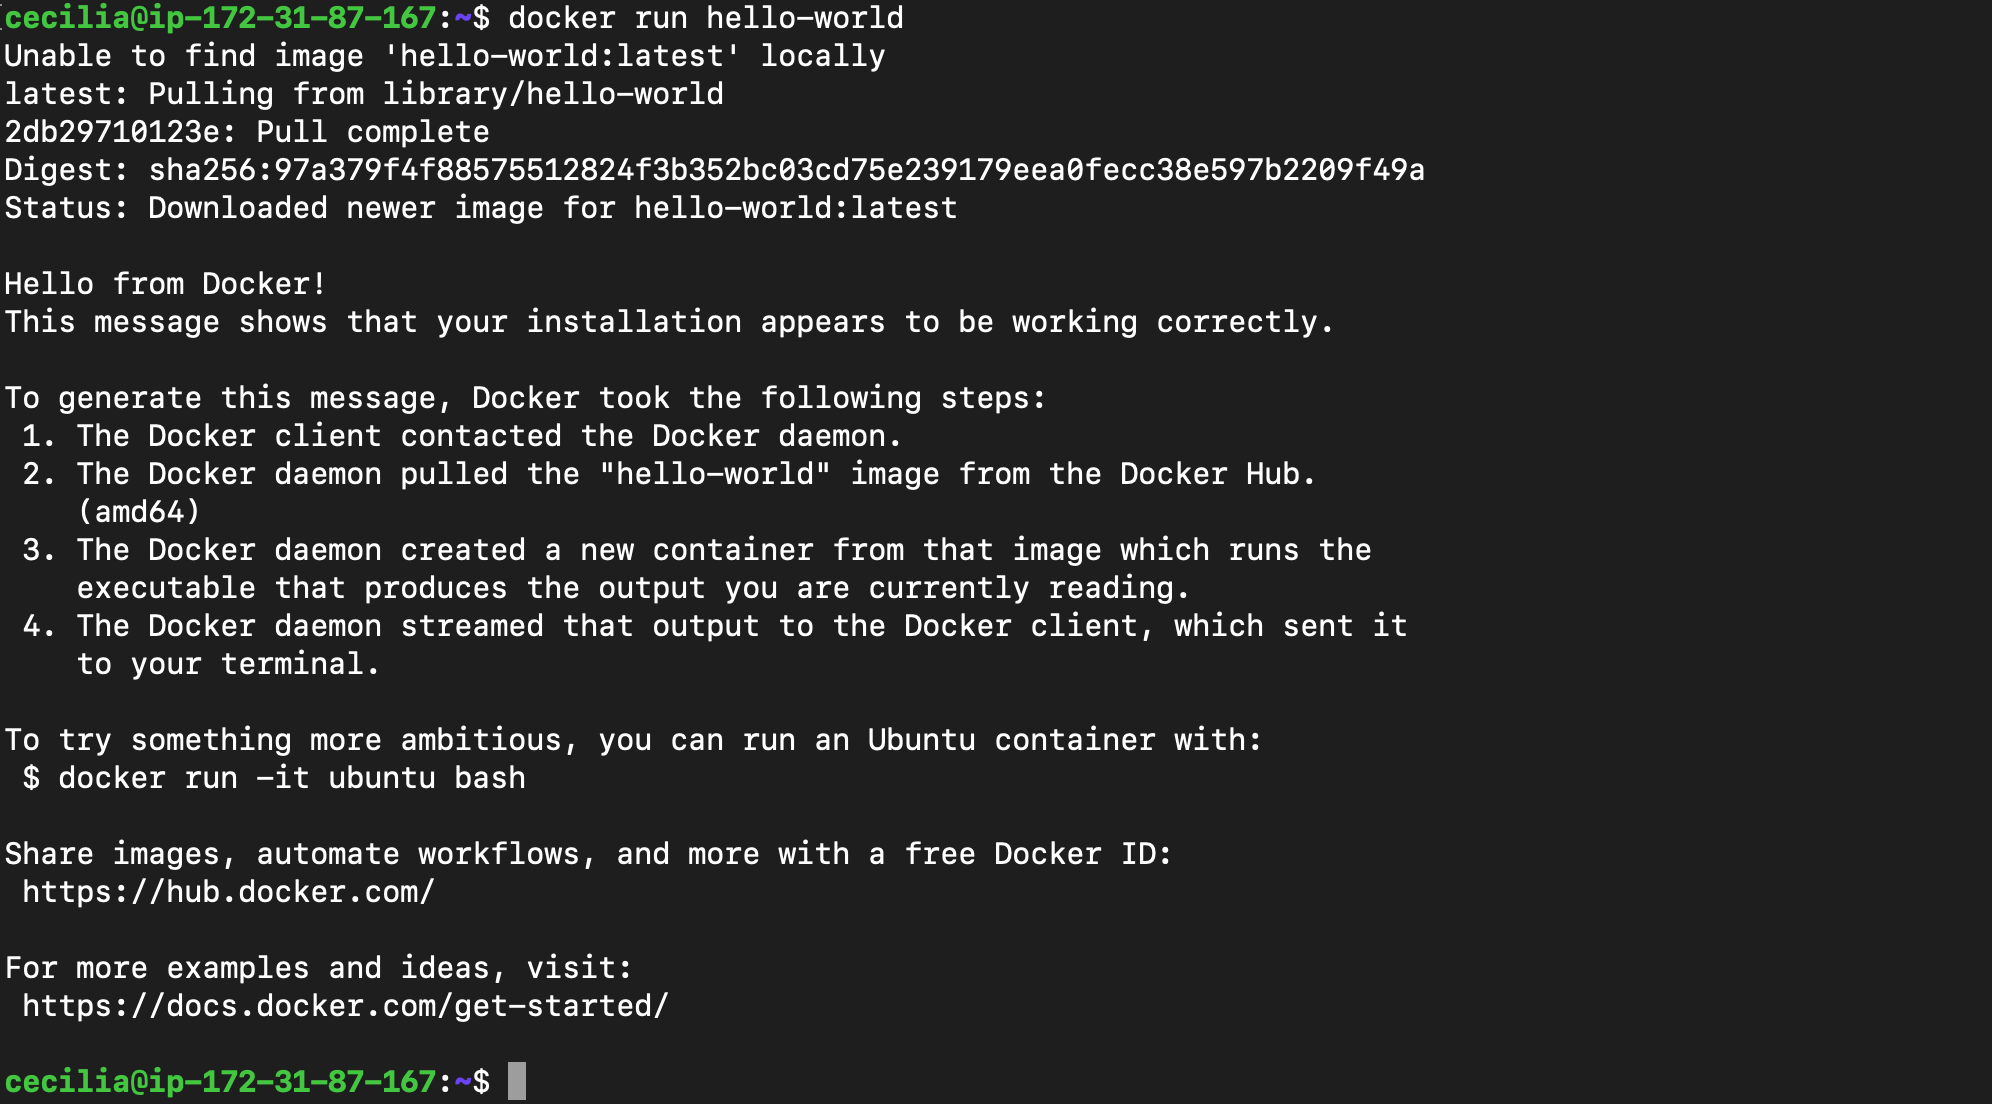 cecilia@ip-172-31-87-167:~$ docker run hello-world
Unable to find image 'hello-world:latest' locally
latest: Pulling from library/hello-world
2db29710123e: Pull complete
Digest: sha256:97a379f4f88575512824f3b352bc03cd75e239179eea0fecc38e597b2209f49a
Status: Downloaded newer image for hello-world:latest

Hello from Docker!
This message shows that your installation appears to be working correctly.

To generate this message, Docker took the following steps:
 1. The Docker client contacted the Docker daemon.
 2. The Docker daemon pulled the "hello-world" image from the Docker Hub.
    (amd64)
 3. The Docker daemon created a new container from that image which runs the
    executable that produces the output you are currently reading.
 4. The Docker daemon streamed that output to the Docker client, which sent it
    to your terminal.

To try something more ambitious, you can run an Ubuntu container with:
 $ docker run -it ubuntu bash

Share images, automate workflows, and more with a free Docker ID:
 https://hub.docker.com/

For more examples and ideas, visit:
 https://docs.docker.com/get-started/

cecilia@ip-172-31-87-167:~$